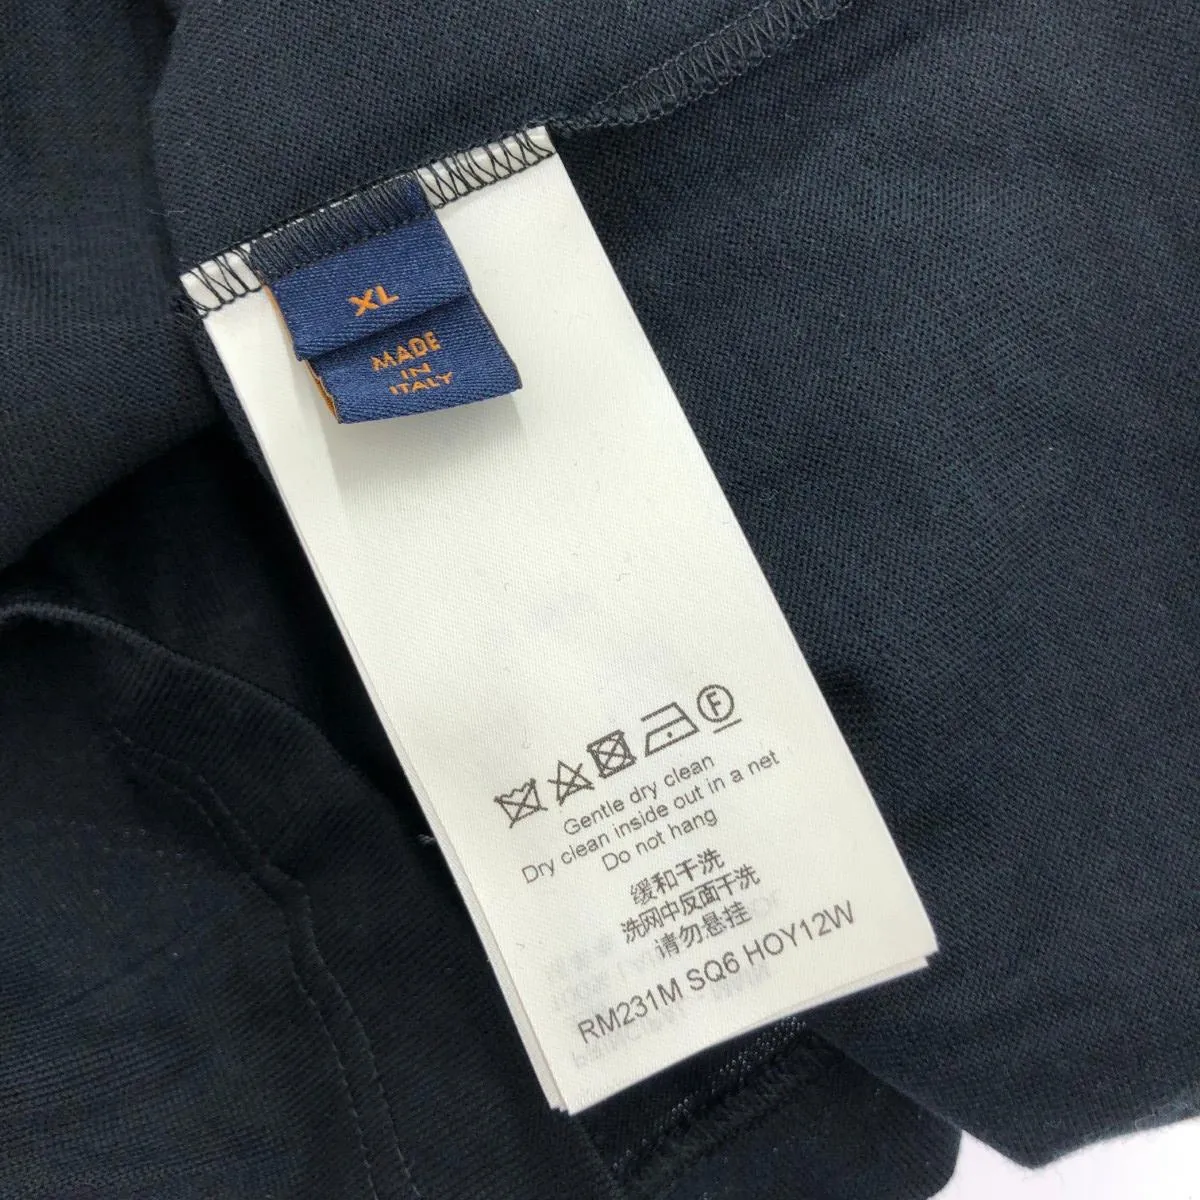 XL
MADE
IN
ITALY
F
Gentle dry clean
Dry clean inside out in a net
Do not hang
缓和干洗
洗网中反面干洗
请勿悬挂
RM231M SQ6 HOY12W